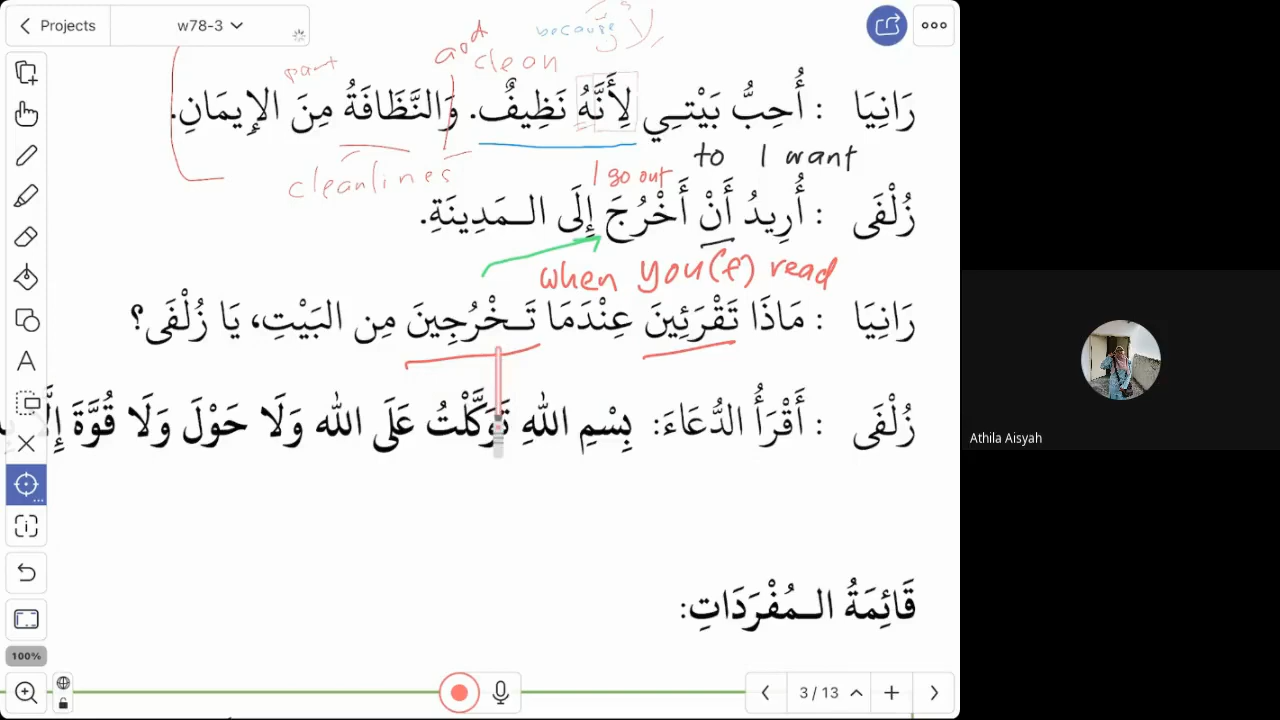 Projects
w78-3
because لا
and clean
part
رَانِيَا : أُحِبُّ بَيْتِي لِأَنَّهُ نَظِيفٌ. وَالنَّظَافَةُ مِنَ الإِيمَانِ.
to I want
cleanlines
I go out
زُلْفَى : أُرِيدُ أَنْ أَخْرُجَ إِلَى الـمَدِينَةِ.
when you(f) read
رَانِيَا : مَاذَا تَقْرَئِينَ عِنْدَمَا تَـخْرُجِينَ مِن البَيْتِ، يَا زُلْفَى؟
زُلْفَى : أَقْرَأُ الدُّعَاءَ: بِسْمِ اللهِ تَوَكَّلْتُ عَلَى الله وَلَا حَوْلَ وَلَا قُوَّةَ إِلَّا
Athila Aisyah
قَائِمَةُ الـمُفْرَدَاتِ:
100%
3 / 13